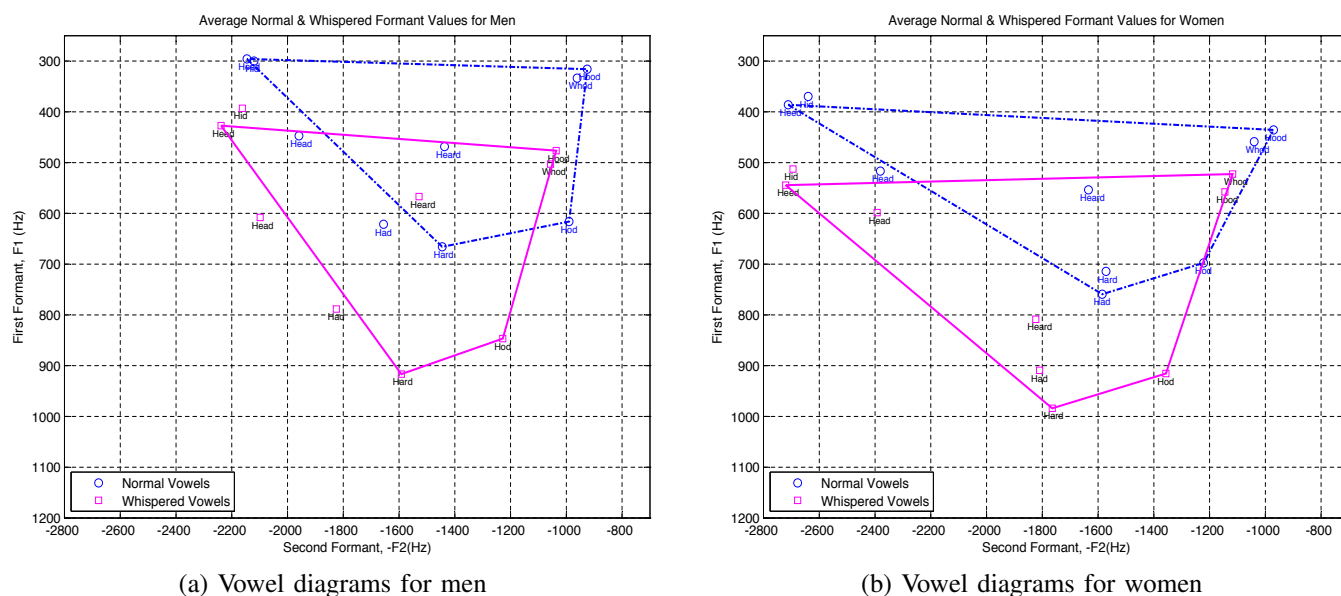 Average Normal & Whispered Formant Values for Men
300
400
500
600
700
800
900
1000
1100
1200
First Formant, F1 (Hz)
Heed
Hid
Hood
Whod
Head
Heard
Had
Hod
Hard
Hid
Heed
Hood
Whod
Heard
Head
Had
Hod
Hard
Normal Vowels
Whispered Vowels
-2800 -2600 -2400 -2200 -2000 -1800 -1600 -1400 -1200 -1000 -800 -600
Second Formant, -F2(Hz)
(a) Vowel diagrams for men
Average Normal & Whispered Formant Values for Women
300
400
500
600
700
800
900
1000
1100
1200
First Formant, F1 (Hz)
Hid
Heed
Hood
Whod
Head
Heard
Hod
Hard
Had
Hid
Heed
Whod
Hood
Head
Heard
Had
Hod
Hard
Normal Vowels
Whispered Vowels
-2800 -2600 -2400 -2200 -2000 -1800 -1600 -1400 -1200 -1000 -800
Second Formant, -F2(Hz)
(b) Vowel diagrams for women